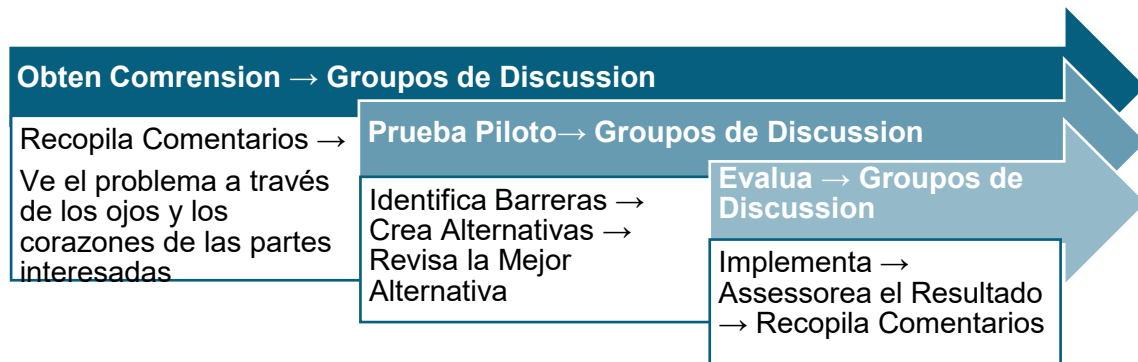 Obten Comrension → Groupos de Discussion
Recopila Comentarios →
Ve el problema a través
de los ojos y los
corazones de las partes
interesadas
Prueba Piloto→ Groupos de Discussion
Identifica Barreras →
Crea Alternativas →
Revisa la Mejor
Alternativa
Evalua → Groupos de
Discussion
Implementa →
Assessorea el Resultado
→ Recopila Comentarios